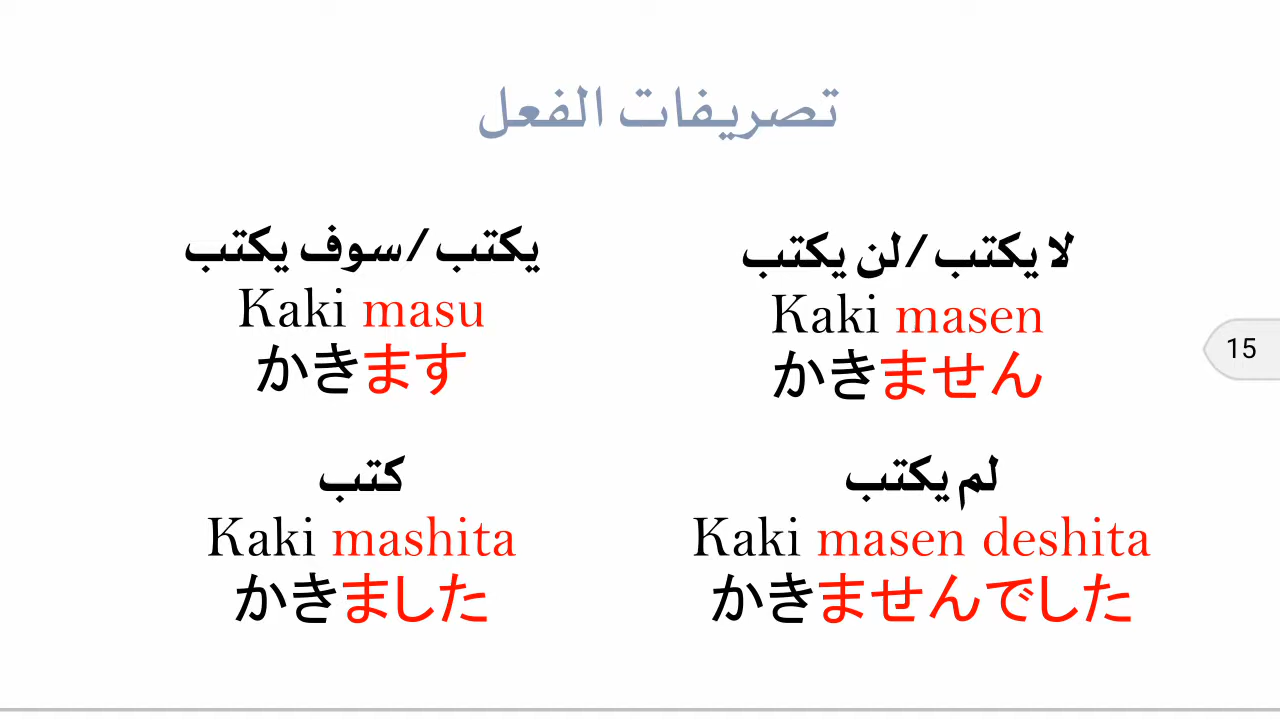 تصريفات الفعل
يكتب/سوف يكتب
Kaki masu
かきます
لا يكتب/لن يكتب
Kaki masen
かきません
15
كتب
Kaki mashita
かきました
لم يكتب
Kaki masen deshita
かきませんでした